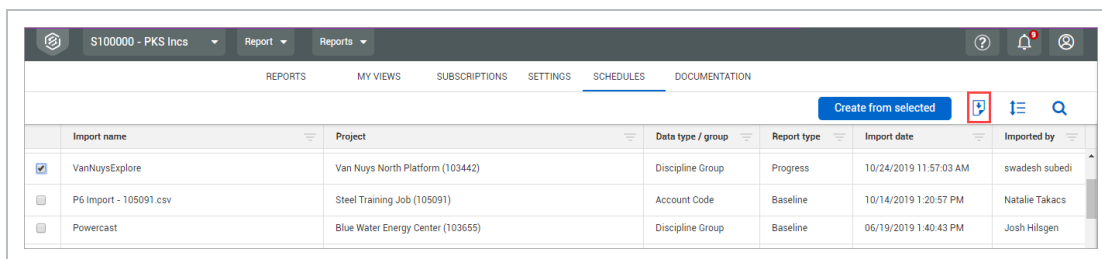 S100000 - PKS Incs Report Reports 9
REPORTS MY VIEWS SUBSCRIPTIONS SETTINGS SCHEDULES DOCUMENTATION
Create from selected
Import name Project Data type / group Report type Import date Imported by
VanNuysExplore Van Nuys North Platform (103442) Discipline Group Progress 10/24/2019 11:57:03 AM swadesh subedi
P6 Import - 105091.csv Steel Training Job (105091) Account Code Baseline 10/14/2019 1:20:57 PM Natalie Takacs
Powercast Blue Water Energy Center (103655) Discipline Group Baseline 06/19/2019 1:40:43 PM Josh Hilsgen